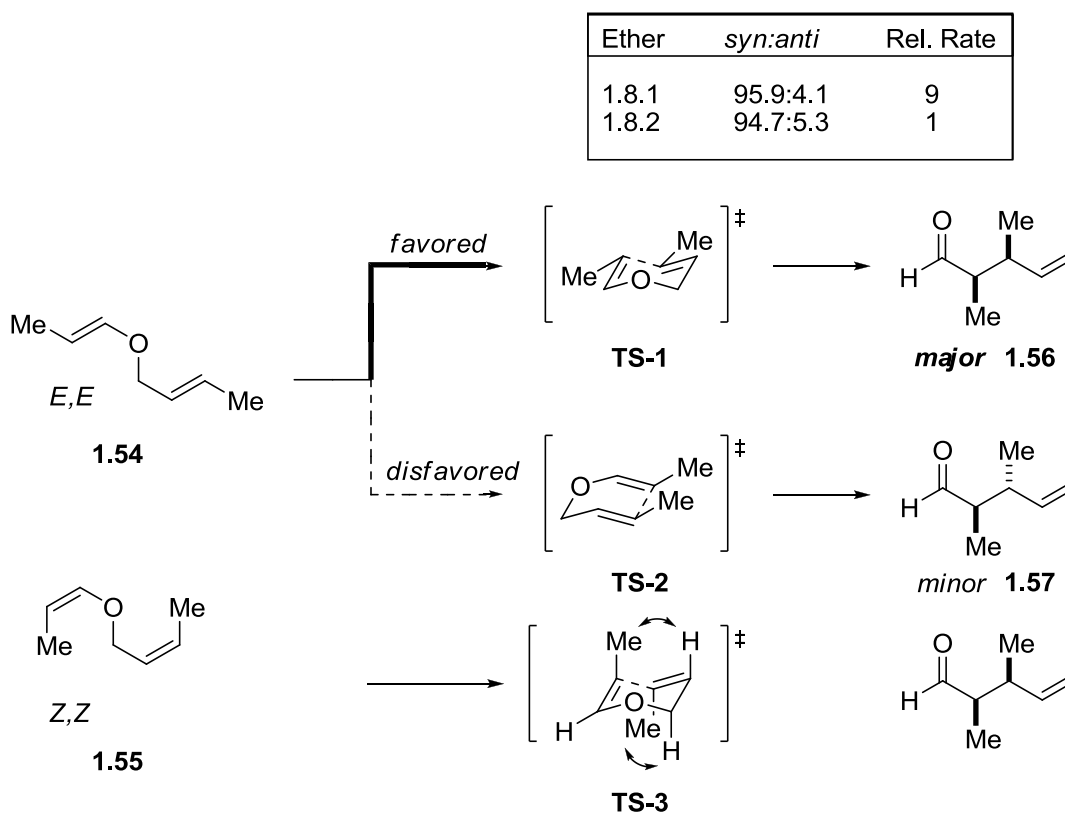 Ether syn:anti Rel. Rate
1.8.1 95.9:4.1 9
1.8.2 94.7:5.3 1
favored
Me
Me
O
‡
TS-1
O
H
Me
Me
major 1.56
Me
O
Me
E,E
1.54
disfavored
O
Me
Me
‡
TS-2
O
H
Me
Me
minor 1.57
O
Me
Me
Z,Z
1.55
Me
H
O
H
Me
H
‡
TS-3
O
H
Me
Me